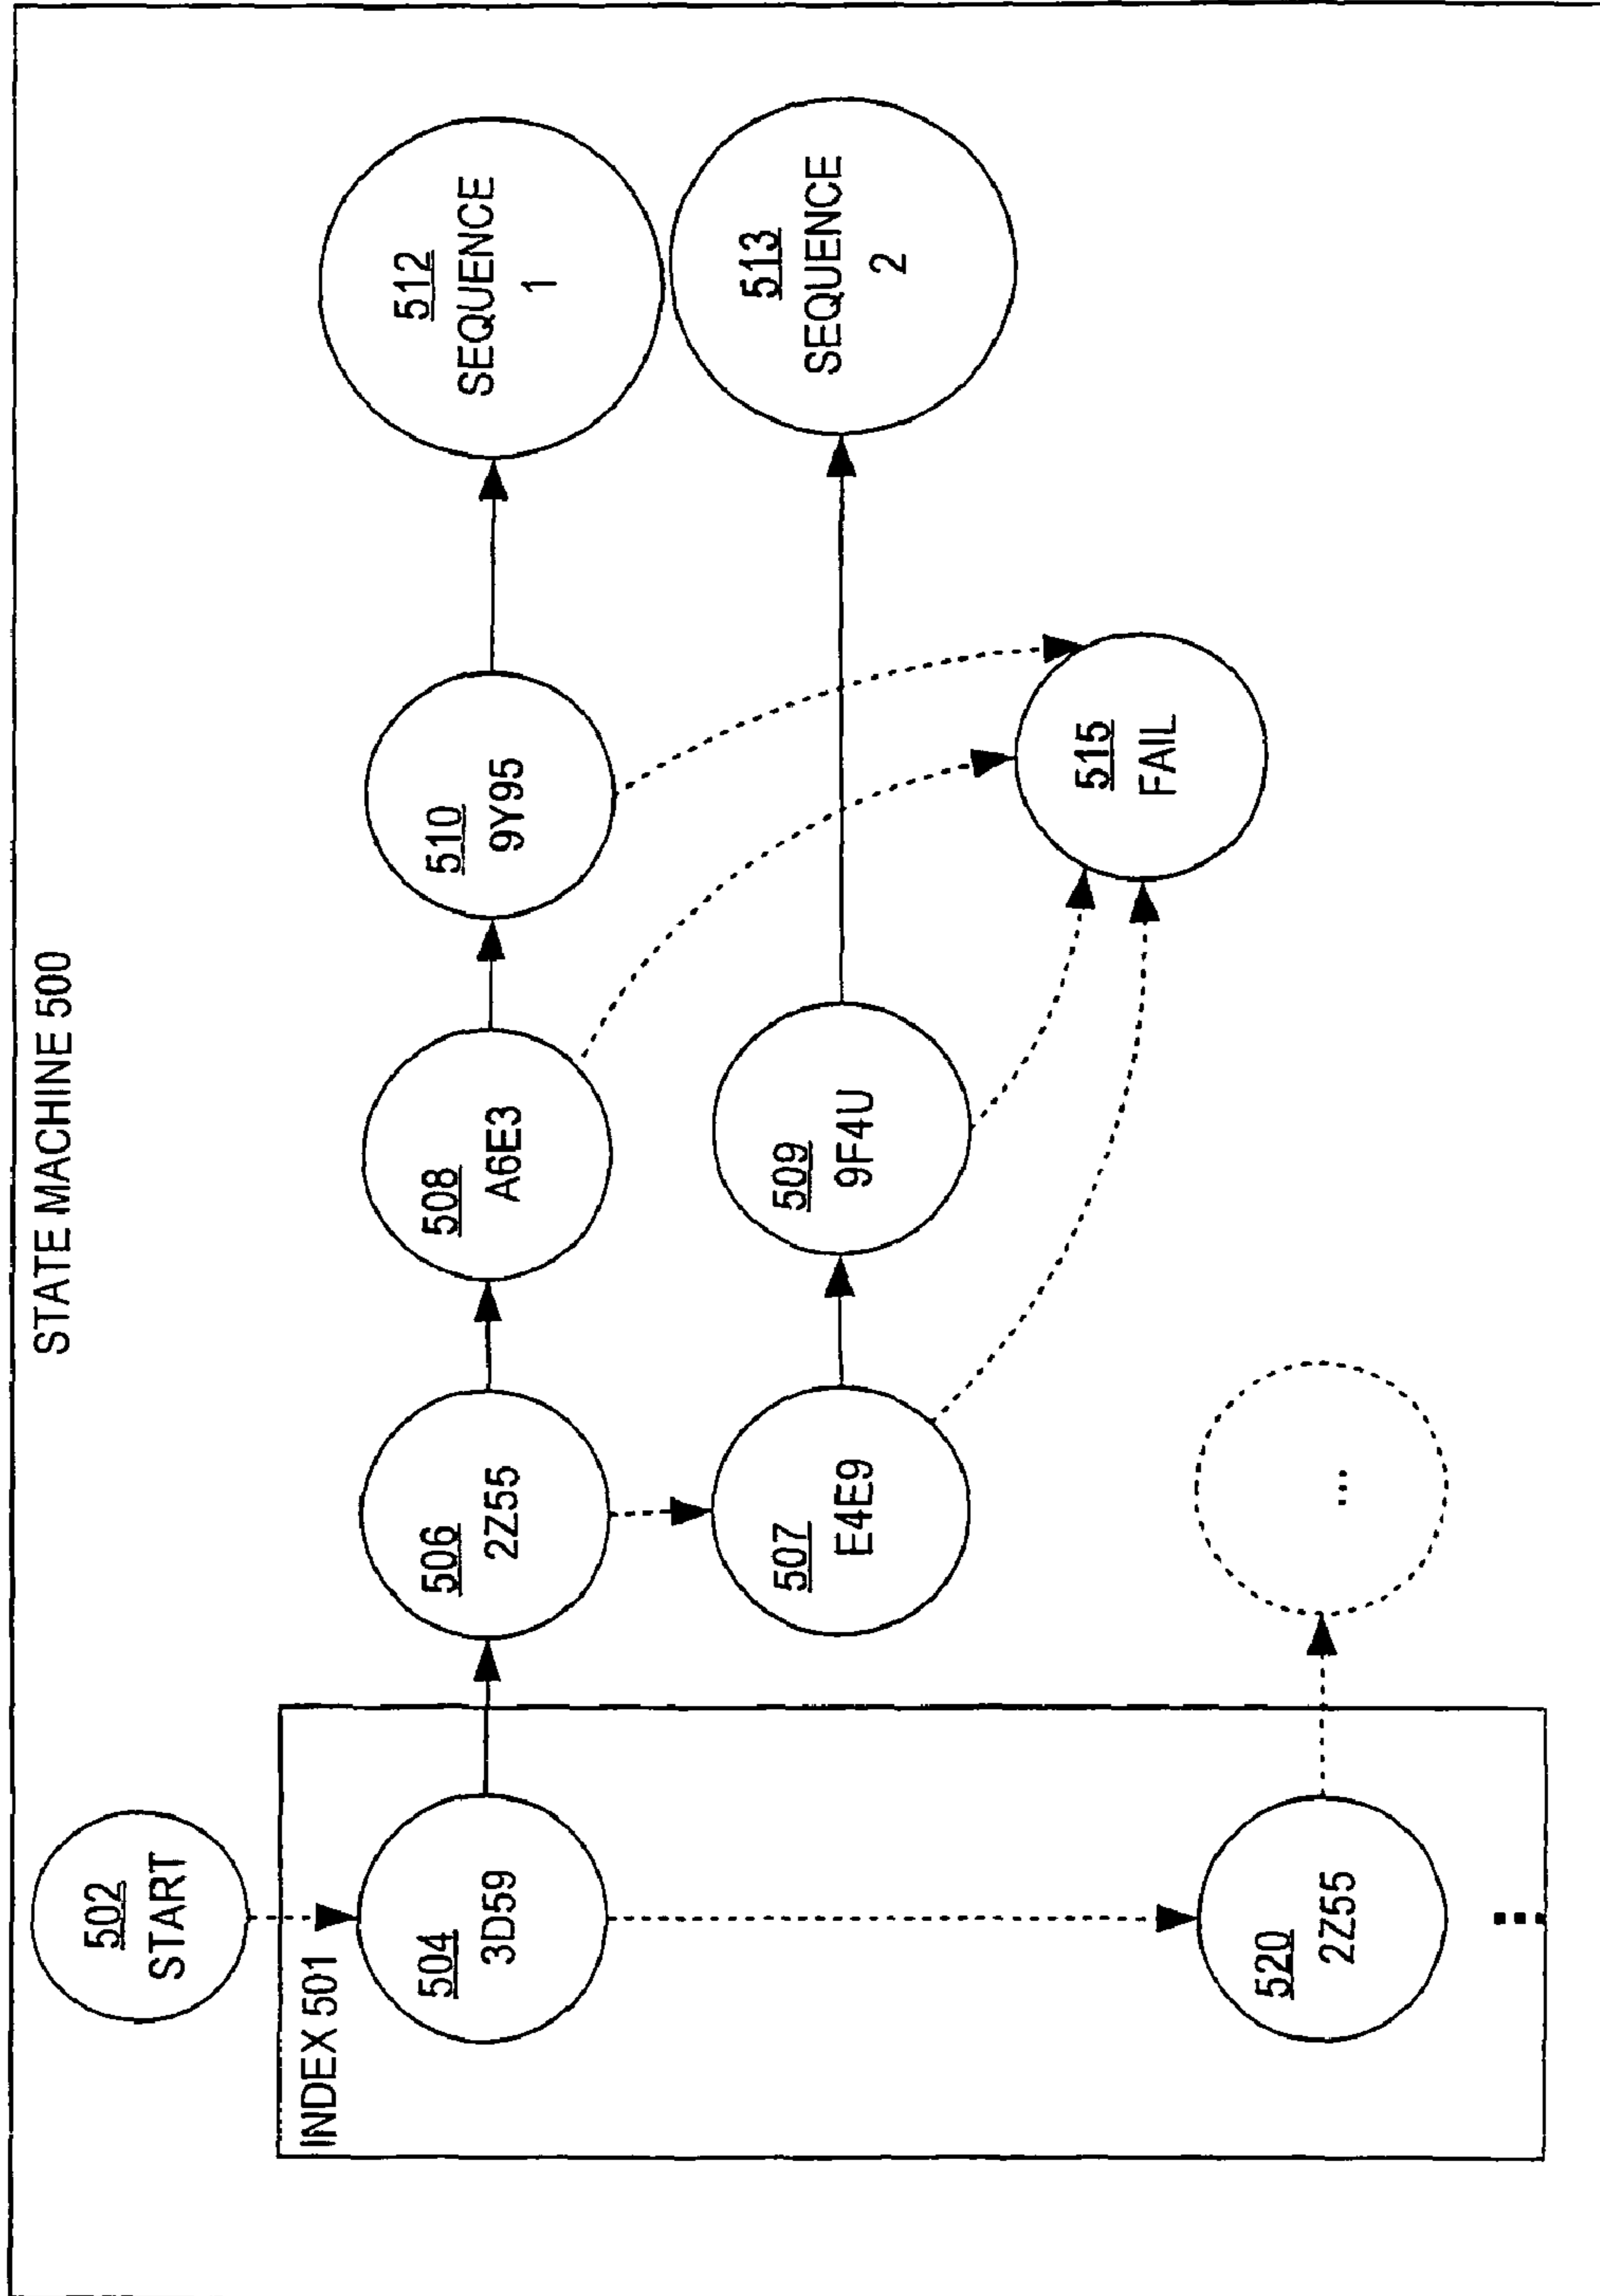 STATE MACHINE 500
502
START
INDEX 501
504
3D59
506
2Z55
508
A6E3
510
9Y95
512
SEQUENCE
1
507
E4E9
509
9F4U
513
SEQUENCE
2
515
FAIL
520
2Z55
...
...